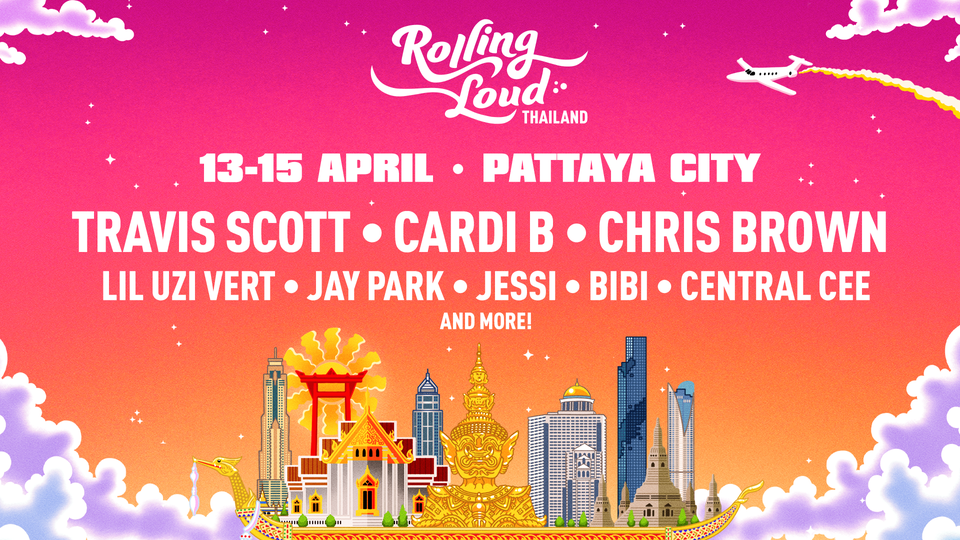 Rolling
Loud
THAILAND
13-15 APRIL • PATTAYA CITY
TRAVIS SCOTT • CARDI B • CHRIS BROWN
LIL UZI VERT • JAY PARK • JESSI • BIBI • CENTRAL CEE
AND MORE!